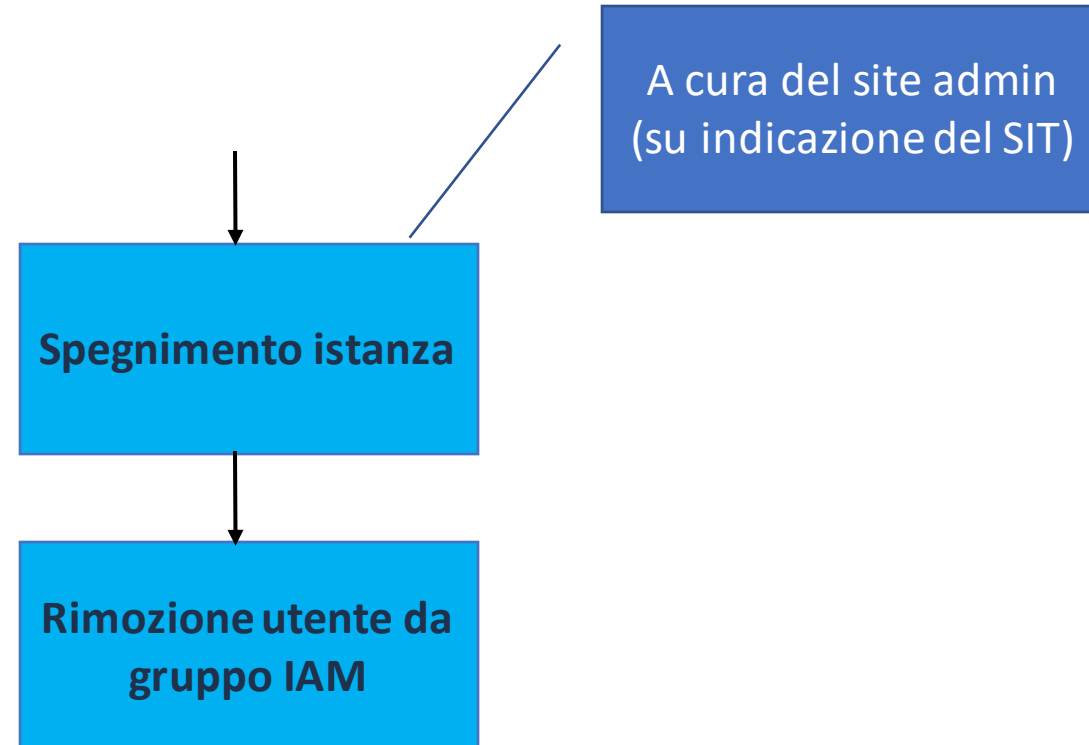 A cura del site admin
(su indicazione del SIT)
Spegnimento istanza
Rimozione utente da
gruppo IAM